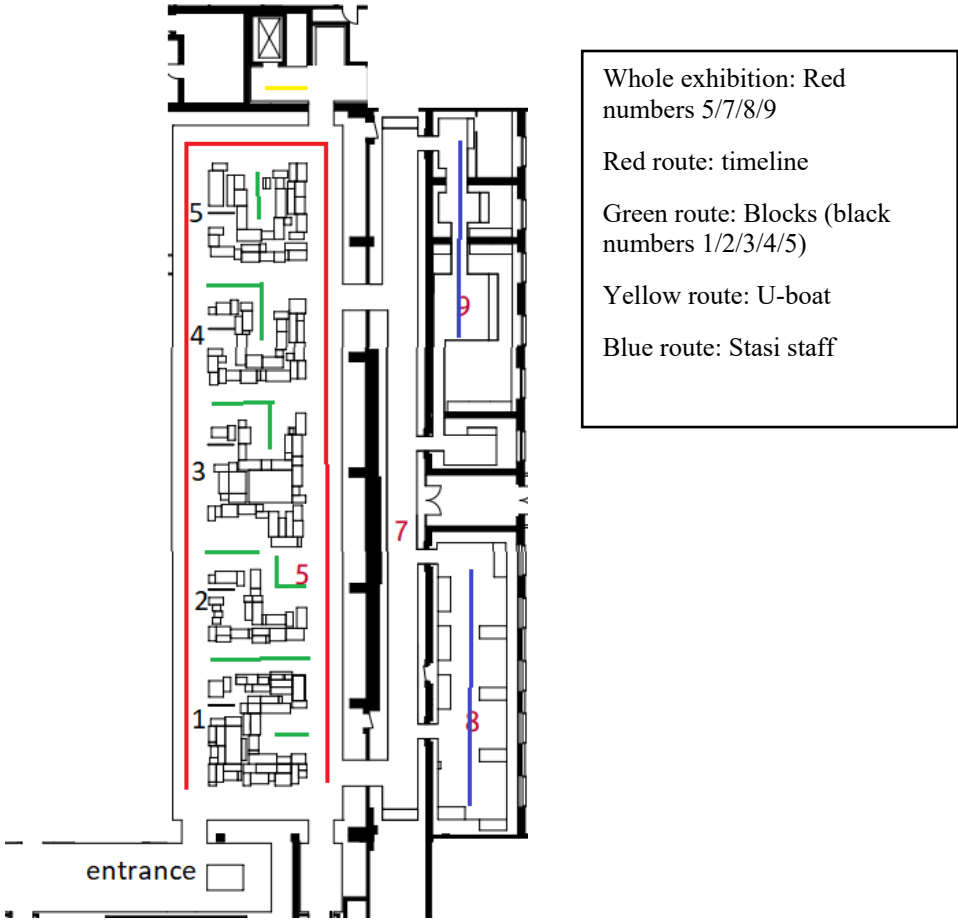 Whole exhibition: Red
numbers 5/7/8/9
Red route: timeline
Green route: Blocks (black
numbers 1/2/3/4/5)
Yellow route: U-boat
Blue route: Stasi staff
5
4
9
3
7
5
2
1
8
entrance